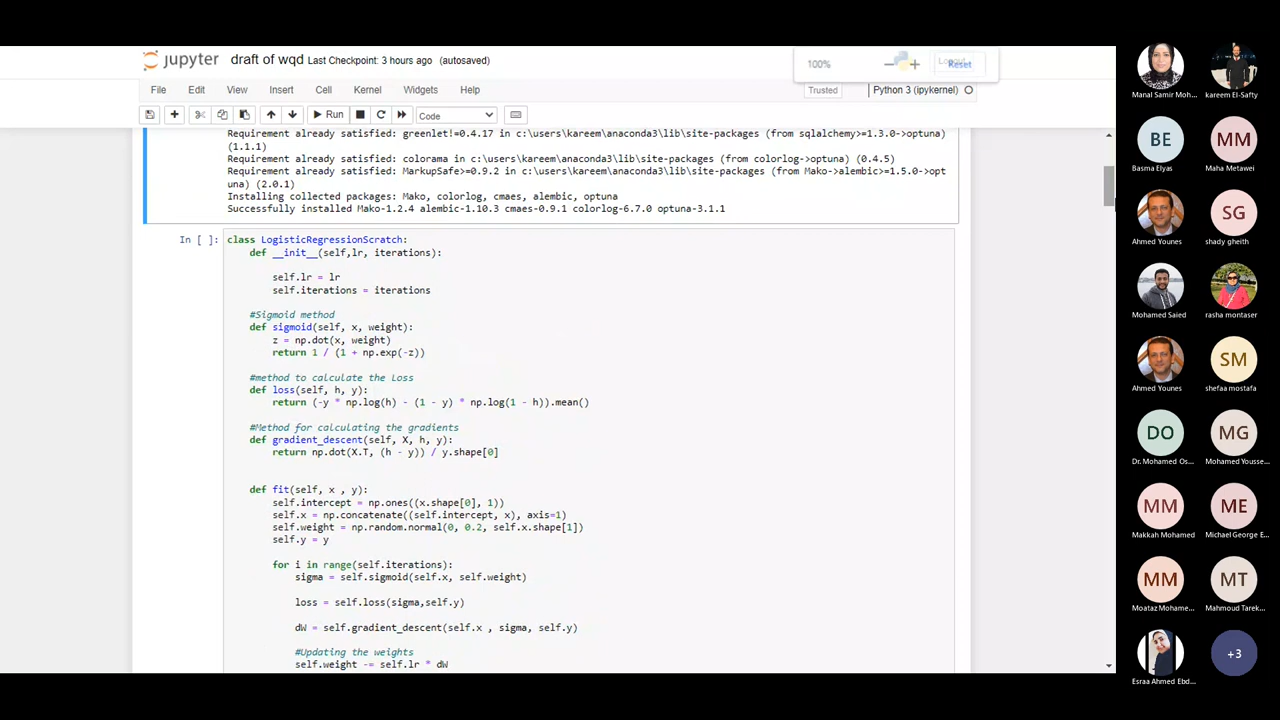 jupyter draft of wqd Last Checkpoint: 3 hours ago (autosaved)
100% Reset
File Edit View Insert Cell Kernel Widgets Help Trusted Python 3 (ipykernel)
Run Code
Requirement already satisfied: greenlet!=0.4.17 in c:\users\kareem\anaconda3\lib\site-packages (from sqlalchemy>=1.3.0->optuna)
(1.1.1)
Requirement already satisfied: colorama in c:\users\kareem\anaconda3\lib\site-packages (from colorlog->optuna) (0.4.5)
Requirement already satisfied: MarkupSafe>=0.9.2 in c:\users\kareem\anaconda3\lib\site-packages (from Mako->alembic>=1.5.0->opt
una) (2.0.1)
Installing collected packages: Mako, colorlog, cmaes, alembic, optuna
Successfully installed Mako-1.2.4 alembic-1.10.3 cmaes-0.9.1 colorlog-6.7.0 optuna-3.1.1
In [ ]: class LogisticRegressionScratch:
def __init__(self,lr, iterations):
self.lr = lr
self.iterations = iterations
#Sigmoid method
def sigmoid(self, x, weight):
z = np.dot(x, weight)
return 1 / (1 + np.exp(-z))
#method to calculate the Loss
def loss(self, h, y):
return (-y * np.log(h) - (1 - y) * np.log(1 - h)).mean()
#Method for calculating the gradients
def gradient_descent(self, X, h, y):
return np.dot(X.T, (h - y)) / y.shape[0]
def fit(self, x , y):
self.intercept = np.ones((x.shape[0], 1))
self.x = np.concatenate((self.intercept, x), axis=1)
self.weight = np.random.normal(0, 0.2, self.x.shape[1])
self.y = y
for i in range(self.iterations):
sigma = self.sigmoid(self.x, self.weight)
loss = self.loss(sigma,self.y)
dW = self.gradient_descent(self.x , sigma, self.y)
#Updating the weights
self.weight -= self.lr * dW
Manal Samir Moh... kareem El-Safty
BE MM
Basma Elyas Maha Metawei
SG
Ahmed Younes shady gheith
Mohamed Saied rasha montaser
SM
Ahmed Younes shefaa mostafa
DO MG
Dr. Mohamed Os... Mohamed Yousse...
MM ME
Makkah Mohamed Michael George E...
MM MT
Moataz Mohame... Mahmoud Tarek...
+3
Esraa Ahmed Ebd...